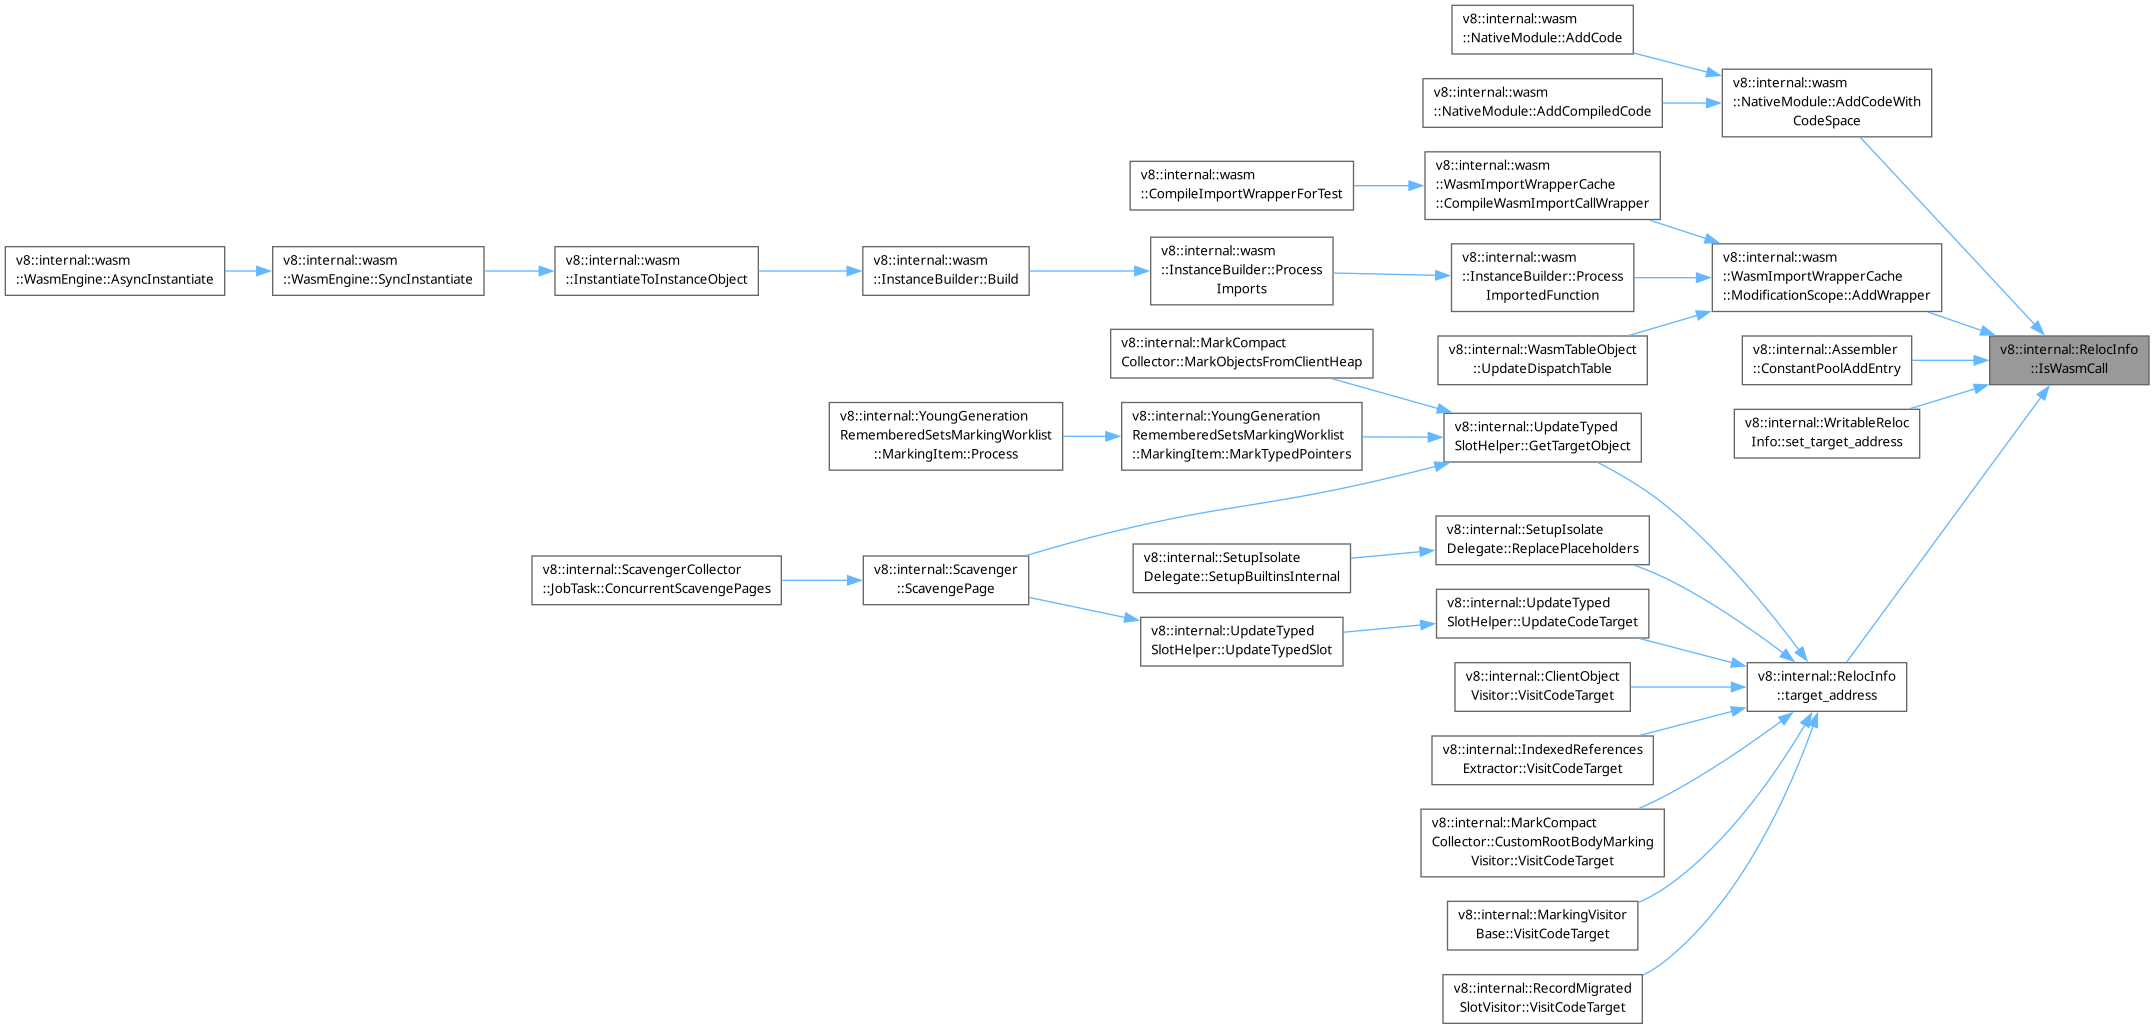 v8::internal::wasm
::NativeModule::AddCode
v8::internal::wasm
::NativeModule::AddCodeWith
CodeSpace
v8::internal::wasm
::NativeModule::AddCompiledCode
v8::internal::wasm
::WasmImportWrapperCache
::CompileWasmImportCallWrapper
v8::internal::wasm
::CompileImportWrapperForTest
v8::internal::wasm
::WasmEngine::AsyncInstantiate
v8::internal::wasm
::WasmEngine::SyncInstantiate
v8::internal::wasm
::InstantiateToInstanceObject
v8::internal::wasm
::InstanceBuilder::Build
v8::internal::wasm
::InstanceBuilder::Process
Imports
v8::internal::wasm
::InstanceBuilder::Process
ImportedFunction
v8::internal::wasm
::WasmImportWrapperCache
::ModificationScope::AddWrapper
v8::internal::MarkCompact
Collector::MarkObjectsFromClientHeap
v8::internal::WasmTableObject
::UpdateDispatchTable
v8::internal::Assembler
::ConstantPoolAddEntry
v8::internal::RelocInfo
::IsWasmCall
v8::internal::YoungGeneration
RememberedSetsMarkingWorklist
::MarkingItem::Process
v8::internal::YoungGeneration
RememberedSetsMarkingWorklist
::MarkingItem::MarkTypedPointers
v8::internal::UpdateTyped
SlotHelper::GetTargetObject
v8::internal::WritableReloc
Info::set_target_address
v8::internal::ScavengerCollector
::JobTask::ConcurrentScavengePages
v8::internal::Scavenger
::ScavengePage
v8::internal::SetupIsolate
Delegate::SetupBuiltinsInternal
v8::internal::SetupIsolate
Delegate::ReplacePlaceholders
v8::internal::UpdateTyped
SlotHelper::UpdateTypedSlot
v8::internal::UpdateTyped
SlotHelper::UpdateCodeTarget
v8::internal::ClientObject
Visitor::VisitCodeTarget
v8::internal::RelocInfo
::target_address
v8::internal::IndexedReferences
Extractor::VisitCodeTarget
v8::internal::MarkCompact
Collector::CustomRootBodyMarking
Visitor::VisitCodeTarget
v8::internal::MarkingVisitor
Base::VisitCodeTarget
v8::internal::RecordMigrated
SlotVisitor::VisitCodeTarget